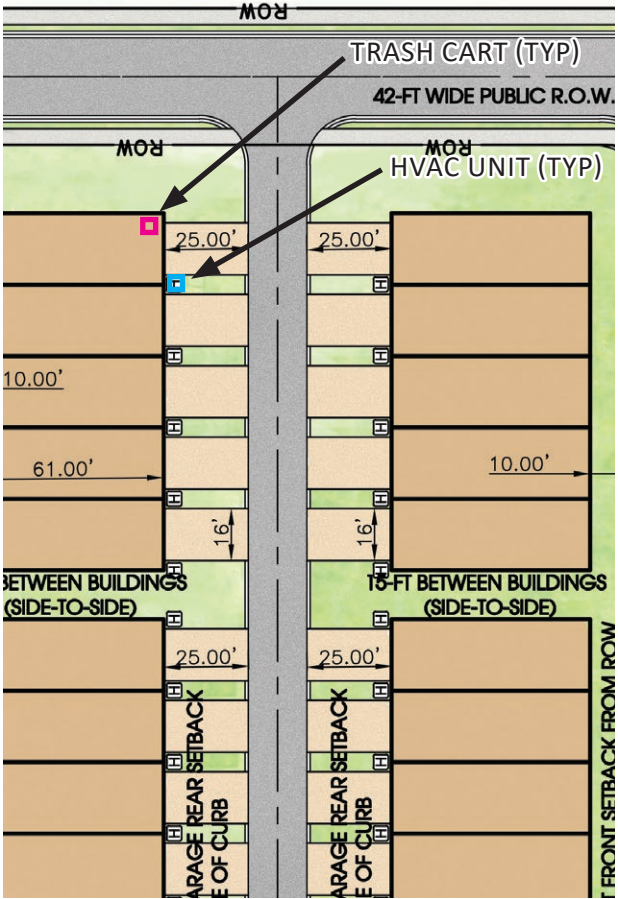 ROW
TRASH CART (TYP)
42-FT WIDE PUBLIC R.O.W.
ROW
ROW
HVAC UNIT (TYP)
25.00'
25.00'
H
H
H
10.00'
H
H
H
61.00'
10.00'
H
H
16'
16'
H
H
BETWEEN BUILDINGS
(SIDE-TO-SIDE)
15-FT BETWEEN BUILDINGS
(SIDE-TO-SIDE)
H
H
25.00'
25.00'
H
H
H
H
H
H
ARAGE REAR SETBACK
E OF CURB
ARAGE REAR SETBACK
E OF CURB
FRONT SETBACK FROM ROW